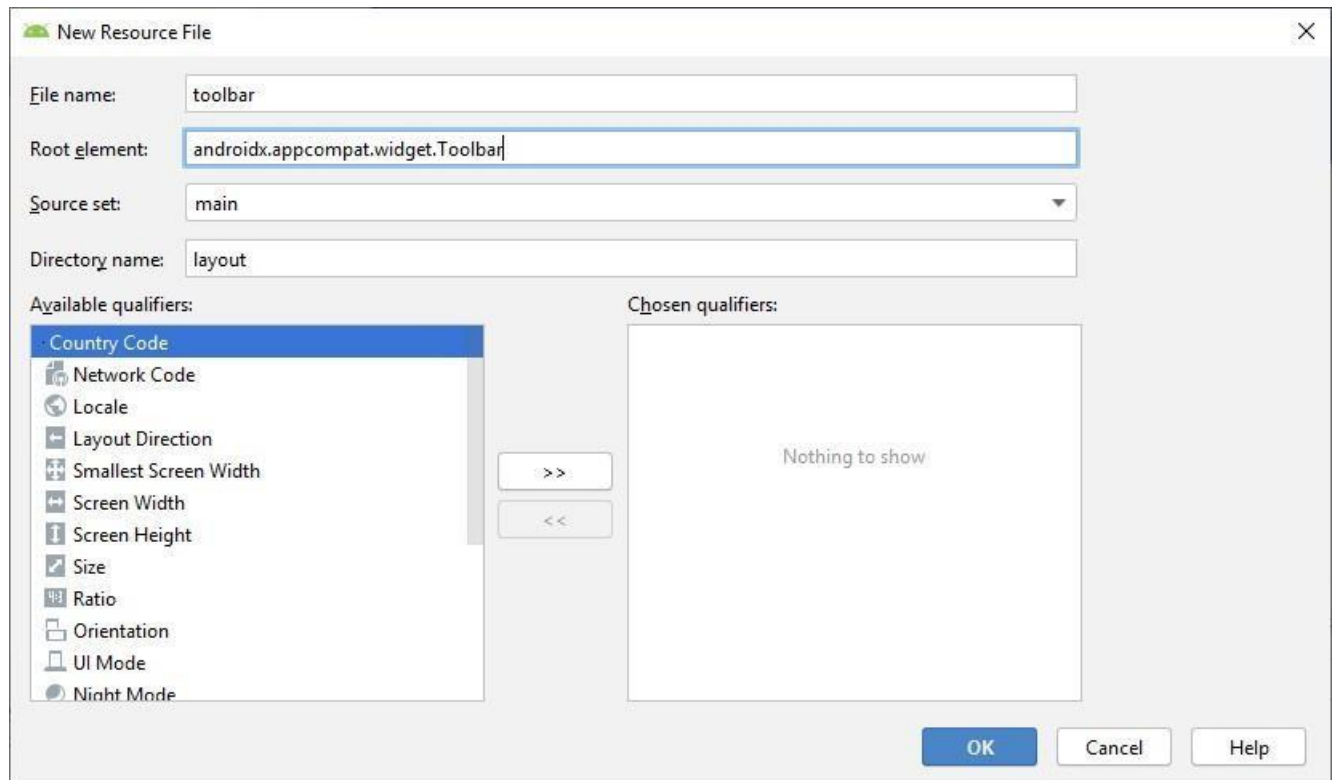 New Resource File
File name: toolbar
Root element: androidx.appcompat.widget.Toolbar
Source set: main
Directory name: layout
Available qualifiers: Chosen qualifiers:
Country Code
Network Code
Locale
Layout Direction
Smallest Screen Width
Screen Width
Screen Height
Size
Ratio
Orientation
UI Mode
Night Mode
>>
<<
Nothing to show
OK Cancel Help